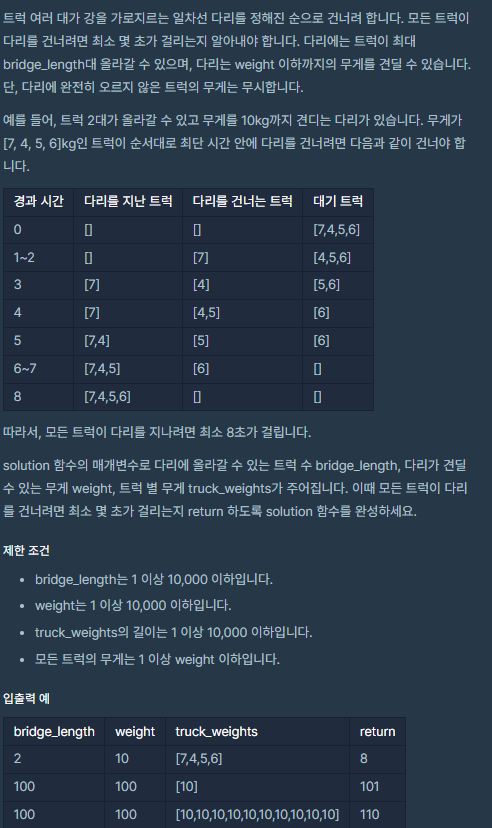 트럭 여러 대가 강을 가로지르는 일차선 다리를 정해진 순으로 건너려 합니다. 모든 트럭이
다리를 건너려면 최소 몇 초가 걸리는지 알아내야 합니다. 다리에는 트럭이 최대
bridge_length대 올라갈 수 있으며, 다리는 weight 이하까지의 무게를 견딜 수 있습니다.
단, 다리에 완전히 오르지 않은 트럭의 무게는 무시합니다.
예를 들어, 트럭 2대가 올라갈 수 있고 무게를 10kg까지 견디는 다리가 있습니다. 무게가
[7, 4, 5, 6]kg인 트럭이 순서대로 최단 시간 안에 다리를 건너려면 다음과 같이 건너야 합
니다.
경과 시간 다리를 지난 트럭 다리를 건너는 트럭 대기 트럭
0 [] [] [7,4,5,6]
1~2 [] [7] [4,5,6]
3 [7] [4] [5,6]
4 [7] [4,5] [6]
5 [7,4] [5] [6]
6~7 [7,4,5] [6] []
8 [7,4,5,6] [] []
따라서, 모든 트럭이 다리를 지나려면 최소 8초가 걸립니다.
solution 함수의 매개변수로 다리에 올라갈 수 있는 트럭 수 bridge_length, 다리가 견딜
수 있는 무게 weight, 트럭 별 무게 truck_weights가 주어집니다. 이때 모든 트럭이 다리
를 건너려면 최소 몇 초가 걸리는지 return 하도록 solution 함수를 완성하세요.
제한 조건
• bridge_length는 1 이상 10,000 이하입니다.
• weight는 1 이상 10,000 이하입니다.
• truck_weights의 길이는 1 이상 10,000 이하입니다.
• 모든 트럭의 무게는 1 이상 weight 이하입니다.
입출력 예
bridge_length weight truck_weights return
2 10 [7,4,5,6] 8
100 100 [10] 101
100 100 [10,10,10,10,10,10,10,10,10,10] 110